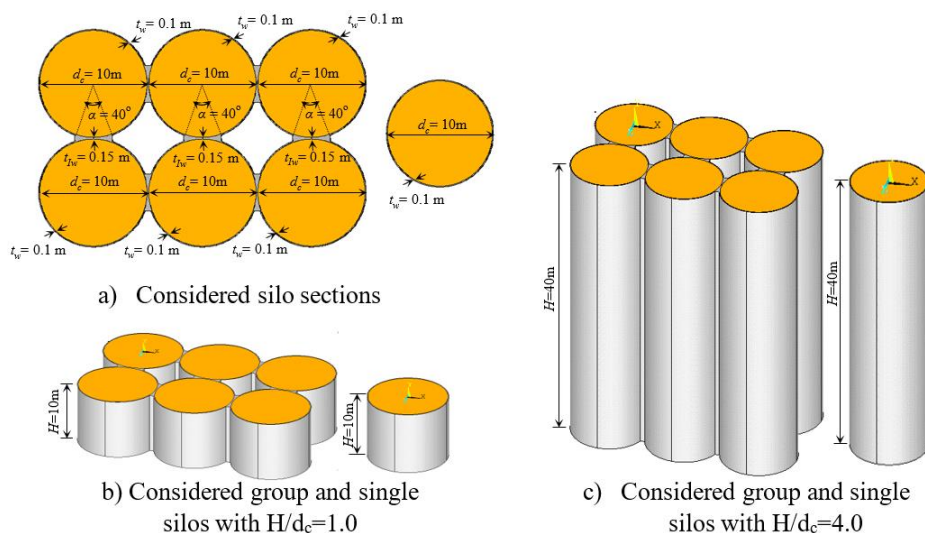 t_w= 0.1 m t_w= 0.1 m t_w= 0.1 m
d_c= 10m d_c= 10m d_c= 10m
α = 40° α = 40° α = 40°
t_Iw= 0.15 m t_Iw= 0.15 m t_Iw= 0.15 m
d_c= 10m d_c= 10m d_c= 10m
t_w= 0.1 m t_w= 0.1 m t_w= 0.1 m
d_c= 10m
t_w= 0.1 m
a) Considered silo sections
X
H=10m
X
H=10m
b) Considered group and single
silos with H/d_c=1.0
X
H=40m
X
H=40m
c) Considered group and single
silos with H/d_c=4.0